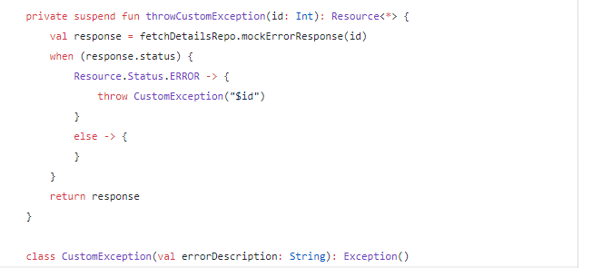 private suspend fun throwCustomException(id: Int): Resource<*> {
    val response = fetchDetailsRepo.mockErrorResponse(id)
    when (response.status) {
        Resource.Status.ERROR -> {
            throw CustomException("$id")
        }
        else -> {
        }
    }
    return response
}

class CustomException(val errorDescription: String): Exception()